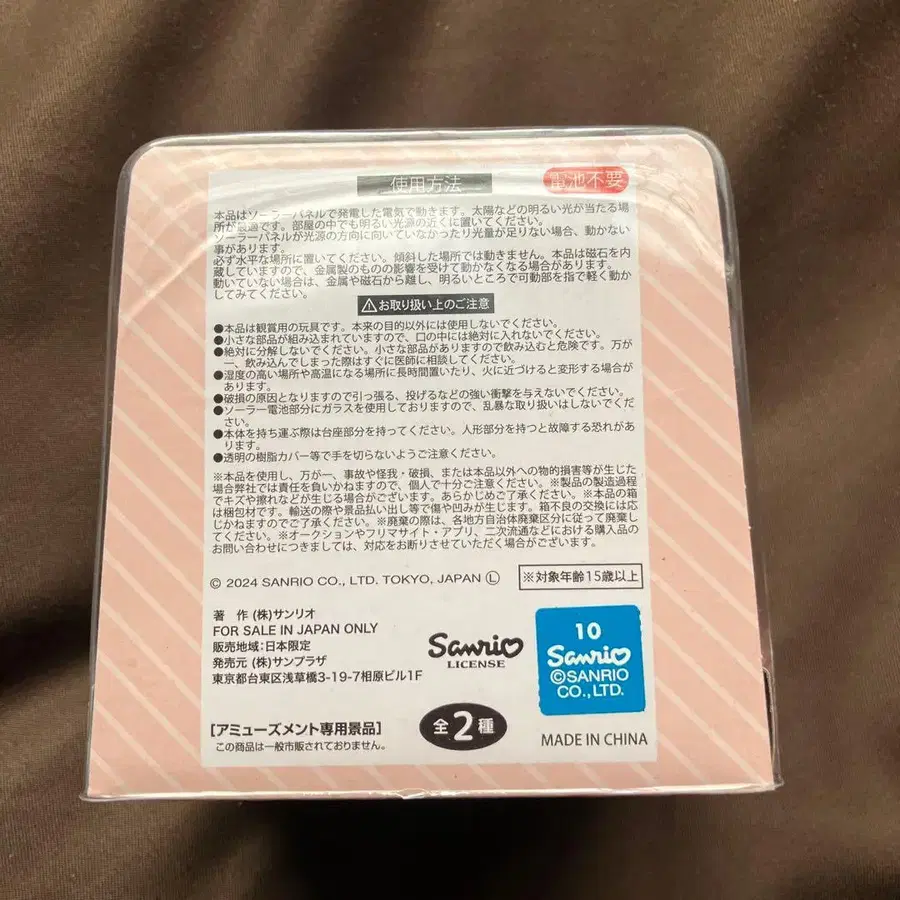 使用方法
電池不要
本品はソーラーパネルで発電した電気で動きます。太陽などの明るい光が当たる場
所が最適です。部屋の中でも明るい光源の近くに置いてください。
ソーラーパネルが光源の方向に向いていなかったり光量が足りない場合、動かない
事があります。
必ず水平な場所に置いてください。傾斜した場所では動きません。本品は磁石を内
蔵していますので、金属製のものの影響を受けて動かなくなる場合があります。
動いていない場合は、金属や磁石から離し、明るいところで可動部を指で軽く動か
してみてください。
⚠お取り扱い上のご注意
●本品は観賞用の玩具です。本来の目的以外には使用しないでください。
●小さな部品が組み込まれていますので、口の中には絶対に入れないでください。
●絶対に分解しないでください。小さな部品がありますので飲み込むと危険です。万が
一、飲み込んでしまった際はすぐに医師に相談してください。
●湿度の高い場所や高温になる場所に長時間置いたり、火に近づけると変形する場合が
あります。
●破損の原因となりますので引っ張る、投げるなどの強い衝撃を与えないでください。
●ソーラー電池部分にガラスを使用しておりますので、乱暴な取り扱いはしないでくだ
さい。
●本体を持ち運ぶ際は台座部分を持ってください。人形部分を持つと故障する恐れがあ
ります。
●透明の樹脂カバー等で手を切らないようご注意ください。
※本品を使用し、万が一、事故や怪我・破損、または本品以外への物的損害等が生じた
場合弊社では責任を負いかねますので、個人で十分ご注意ください。※製品の製造過程
でキズや擦れなどが生じる場合がございます。あらかじめご了承ください。※本品の箱
は梱包材です。輸送の際や景品払い出し等で傷や凹みが生じます。箱不良の交換には応
じかねますのでご了承ください。※廃棄の際は、各地方自治体廃棄区分に従って廃棄し
てください。※オークションやフリマサイト・アプリ、二次流通などにおける購入品の
お問い合わせにつきましては、対応をお断りさせていただく場合がございます。
© 2024 SANRIO CO., LTD. TOKYO, JAPAN Ⓛ
※対象年齢15歳以上
著 作 (株)サンリオ
FOR SALE IN JAPAN ONLY
販売地域:日本限定
発売元 (株)サンプラザ
東京都台東区浅草橋3-19-7相原ビル1F
Sanrio
LICENSE
10
Sanrio
©SANRIO
CO., LTD.
[アミューズメント専用景品]
この商品は一般市販されておりません。
全2種
MADE IN CHINA